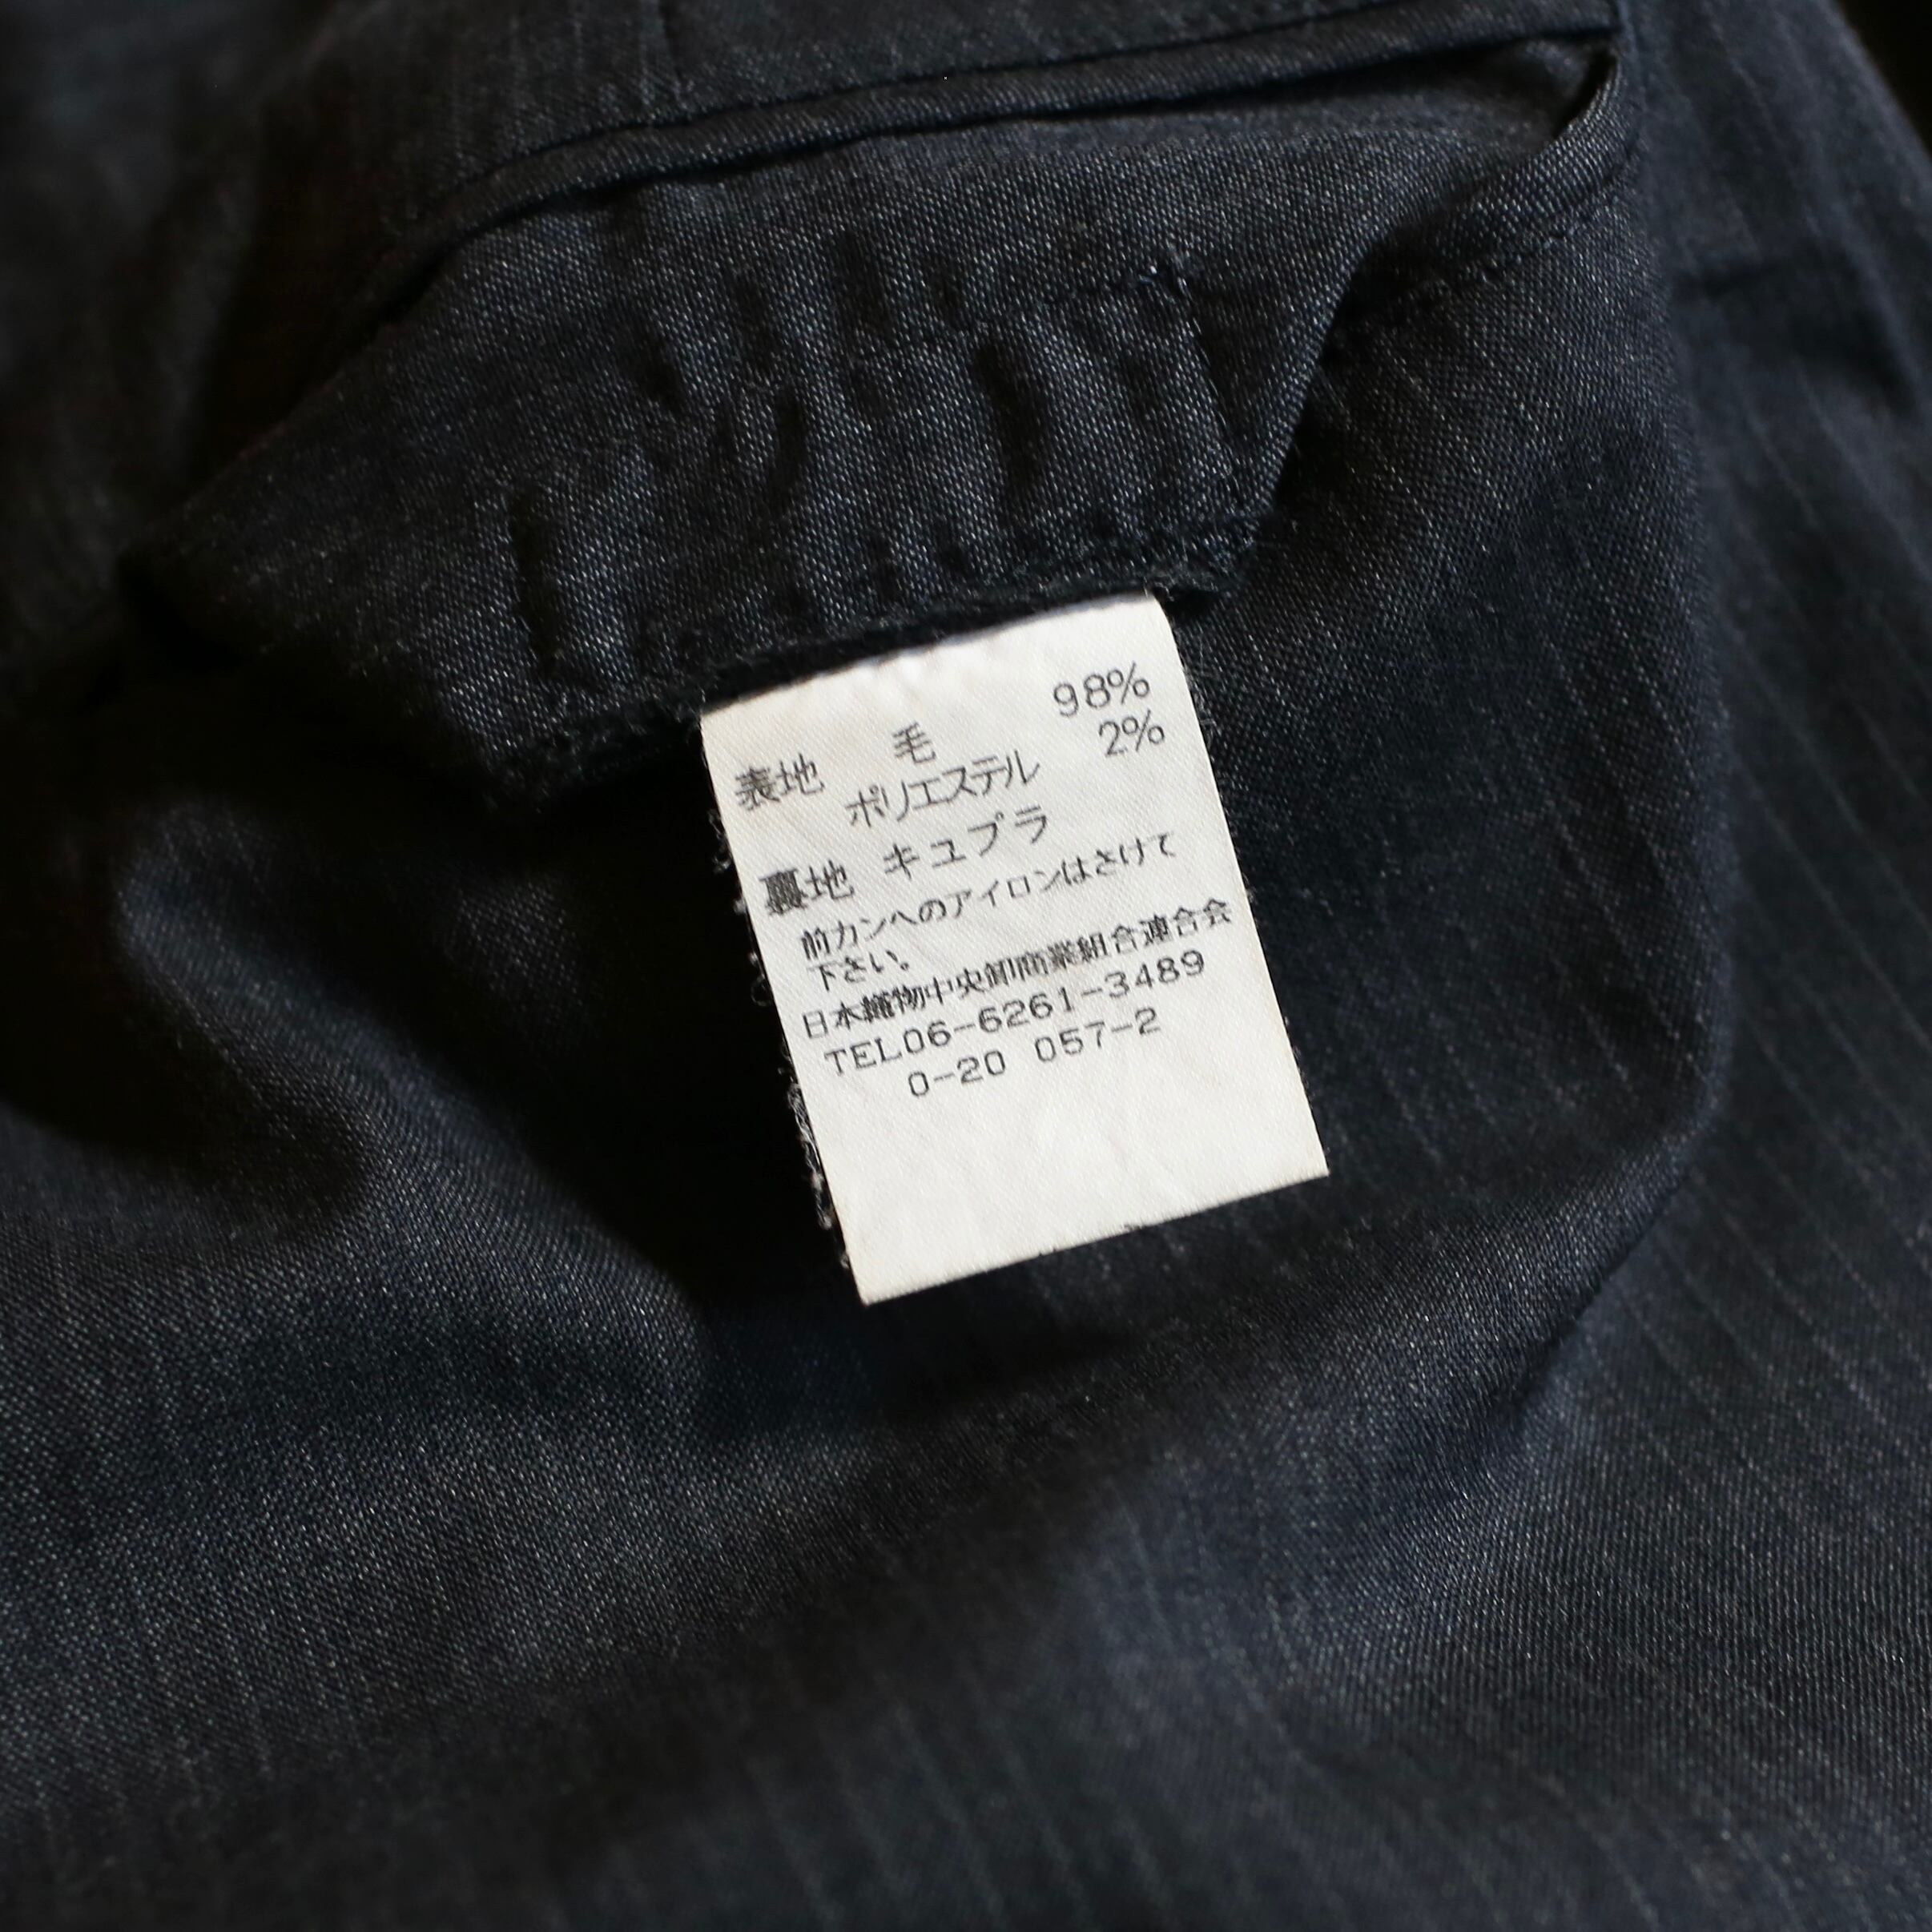 表地 毛 98%
ポリエステル 2%
裏地 キュプラ
前カンへのアイロンはさけて
下さい。
日本織物中央卸商業組合連合会
TEL06-6261-3489
0-20 057-2